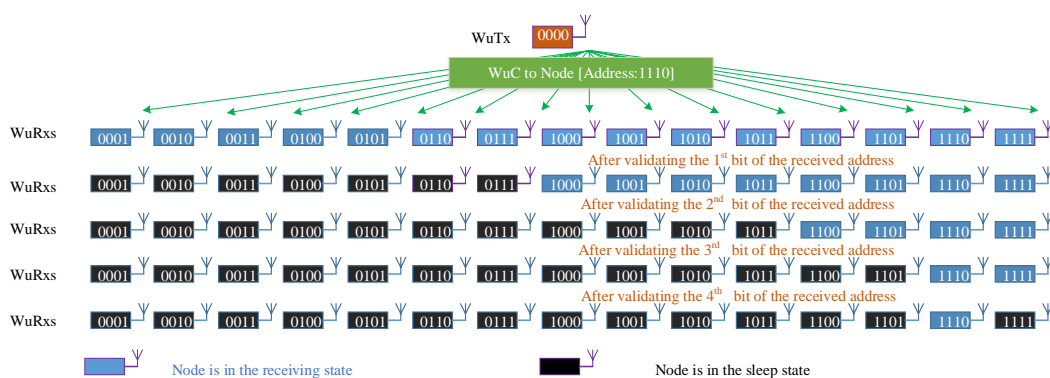 WuTx 0000
WuC to Node [Address:1110]
WuRxs 0001 0010 0011 0100 0101 0110 0111 1000 1001 1010 1011 1100 1101 1110 1111
After validating the 1st bit of the received address
WuRxs 0001 0010 0011 0100 0101 0110 0111 1000 1001 1010 1011 1100 1101 1110 1111
After validating the 2nd bit of the received address
WuRxs 0001 0010 0011 0100 0101 0110 0111 1000 1001 1010 1011 1100 1101 1110 1111
After validating the 3rd bit of the received address
WuRxs 0001 0010 0011 0100 0101 0110 0111 1000 1001 1010 1011 1100 1101 1110 1111
After validating the 4th bit of the received address
WuRxs 0001 0010 0011 0100 0101 0110 0111 1000 1001 1010 1011 1100 1101 1110 1111
Node is in the receiving state Node is in the sleep state